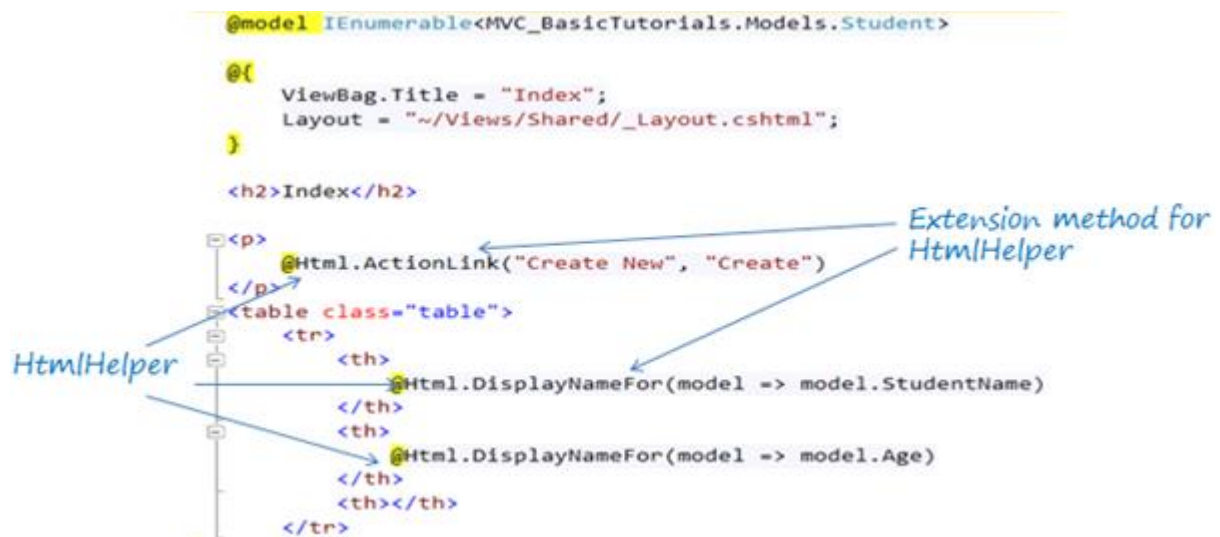 @model IEnumerable<MVC_BasicTutorials.Models.Student>
@{
ViewBag.Title = "Index";
Layout = "~/Views/Shared/_Layout.cshtml";
}
<h2>Index</h2>
<p>
@Html.ActionLink("Create New", "Create")
</p>
<table class="table">
<tr>
<th>
@Html.DisplayNameFor(model => model.StudentName)
</th>
<th>
@Html.DisplayNameFor(model => model.Age)
</th>
<th></th>
</tr>
Extension method for
HtmlHelper
HtmlHelper